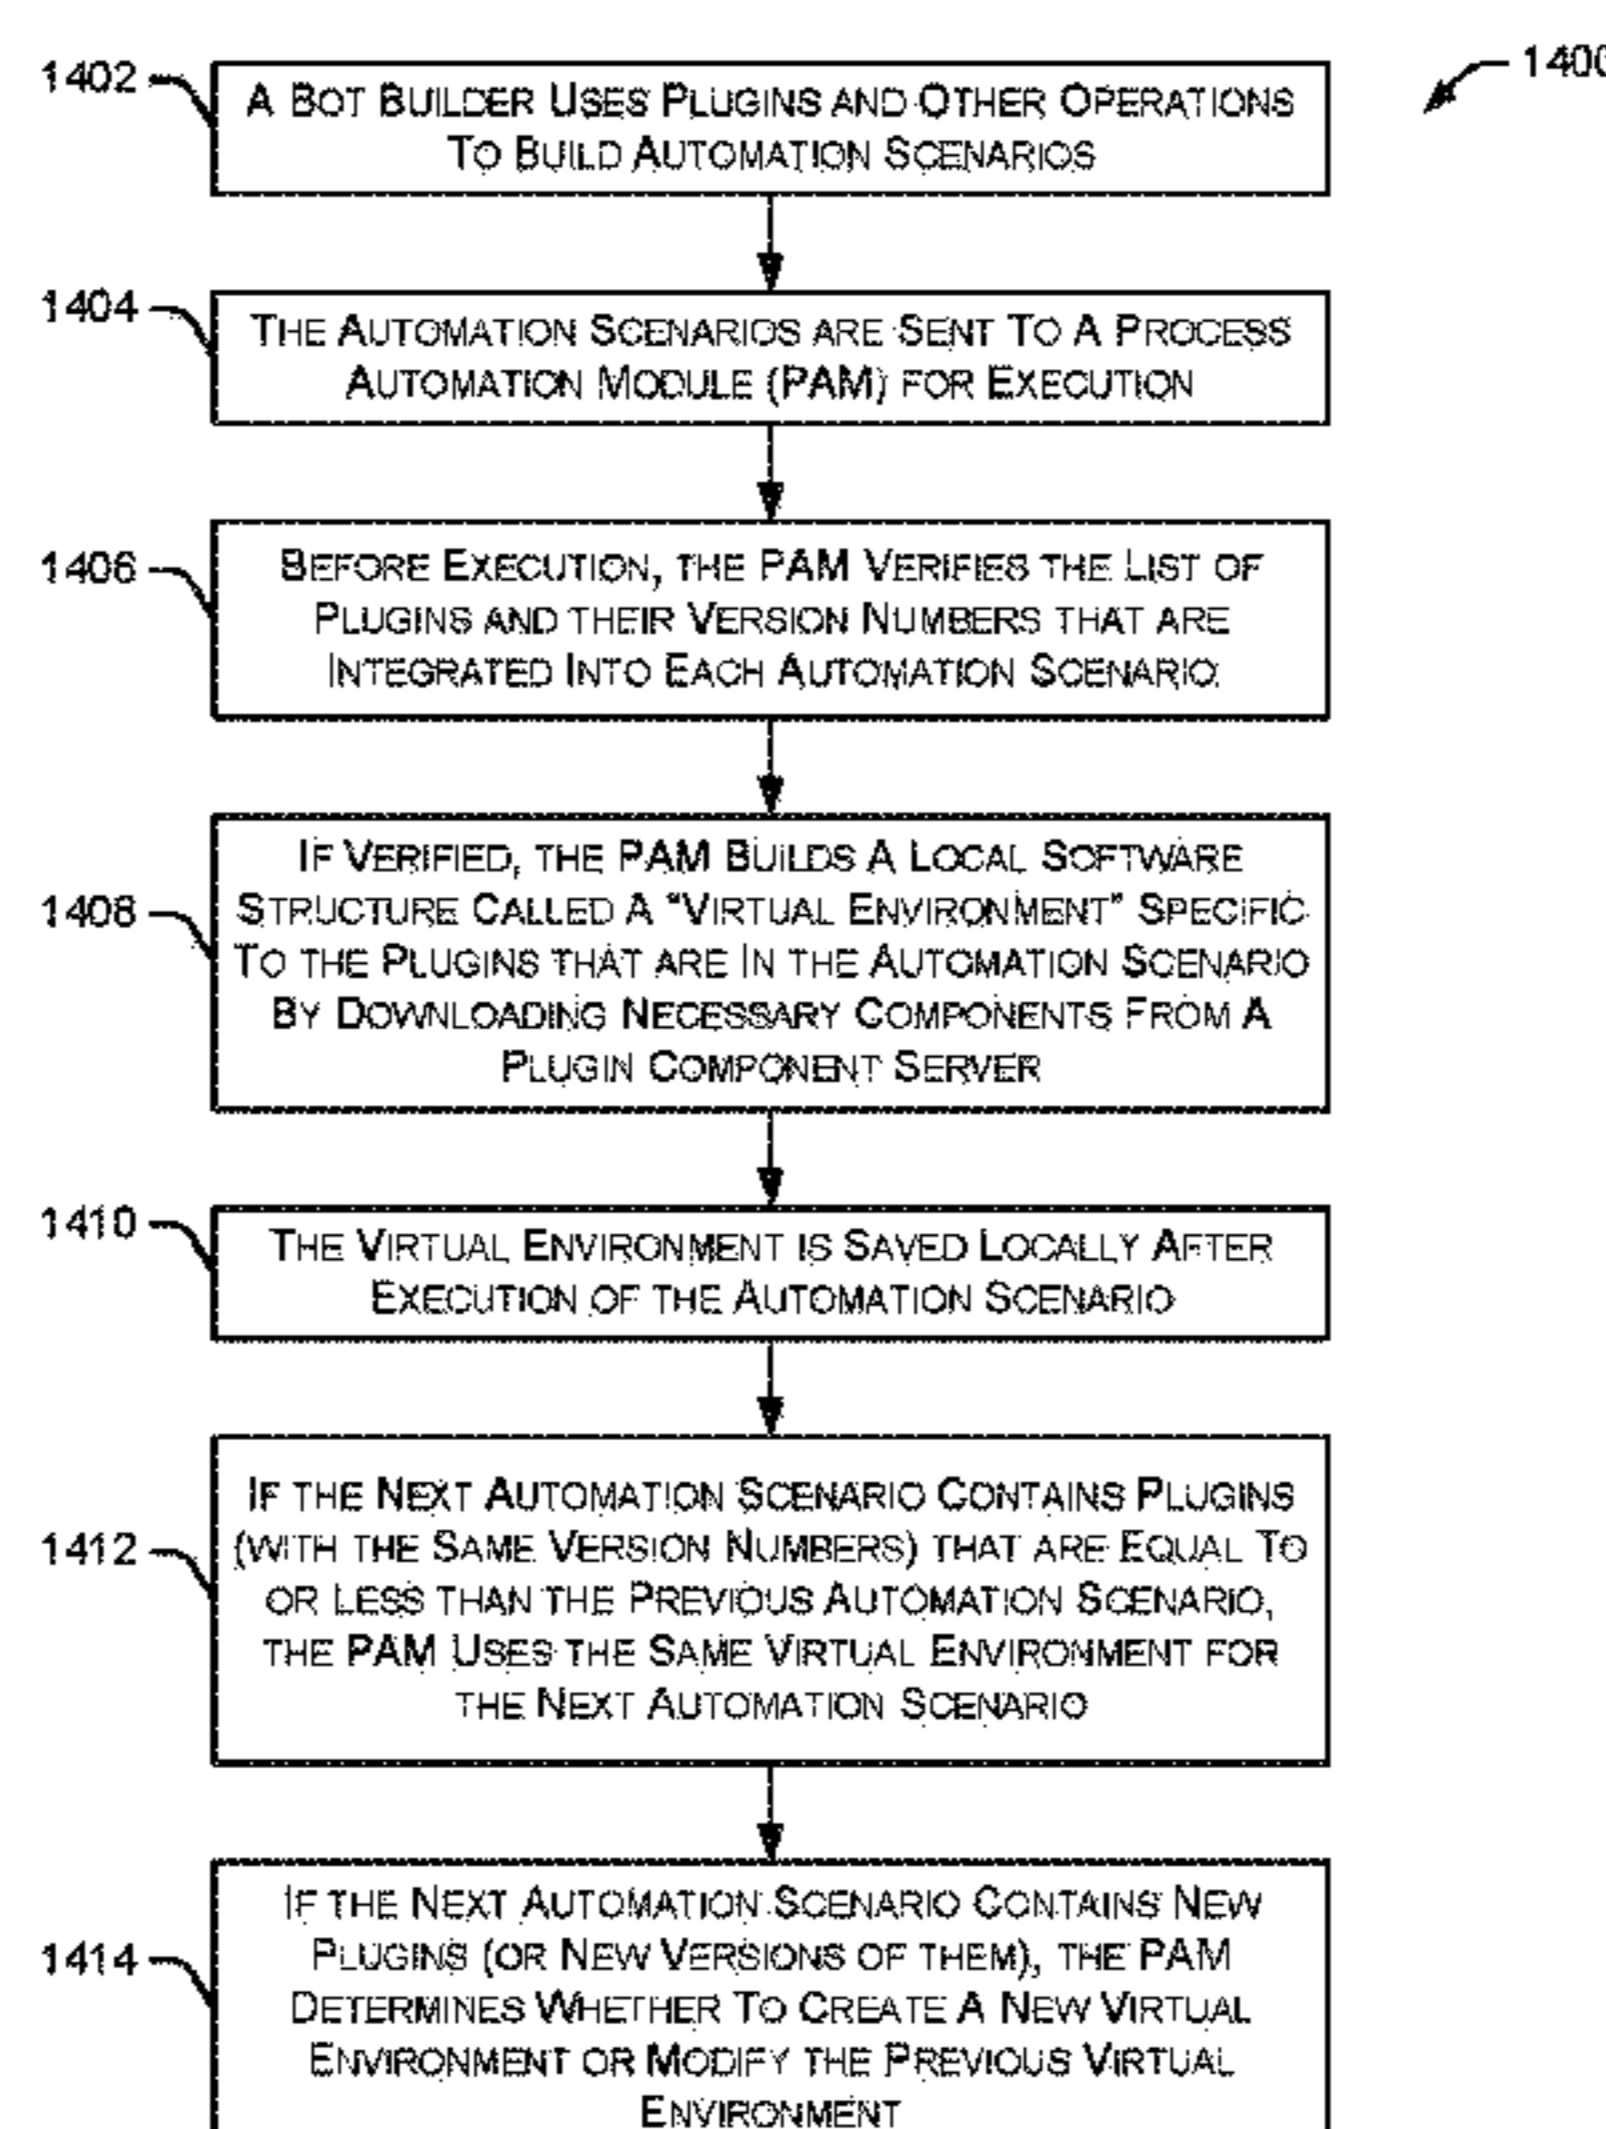 1400
1402
A BOT BUILDER USES PLUGINS AND OTHER OPERATIONS
TO BUILD AUTOMATION SCENARIOS
1404
THE AUTOMATION SCENARIOS ARE SENT TO A PROCESS
AUTOMATION MODULE (PAM) FOR EXECUTION
1406
BEFORE EXECUTION, THE PAM VERIFIES THE LIST OF
PLUGINS AND THEIR VERSION NUMBERS THAT ARE
INTEGRATED INTO EACH AUTOMATION SCENARIO
1408
IF VERIFIED, THE PAM BUILDS A LOCAL SOFTWARE
STRUCTURE CALLED A “VIRTUAL ENVIRONMENT” SPECIFIC
TO THE PLUGINS THAT ARE IN THE AUTOMATION SCENARIO
BY DOWNLOADING NECESSARY COMPONENTS FROM A
PLUGIN COMPONENT SERVER
1410
THE VIRTUAL ENVIRONMENT IS SAVED LOCALLY AFTER
EXECUTION OF THE AUTOMATION SCENARIO
1412
IF THE NEXT AUTOMATION SCENARIO CONTAINS PLUGINS
(WITH THE SAME VERSION NUMBERS) THAT ARE EQUAL TO
OR LESS THAN THE PREVIOUS AUTOMATION SCENARIO,
THE PAM USES THE SAME VIRTUAL ENVIRONMENT FOR
THE NEXT AUTOMATION SCENARIO
1414
IF THE NEXT AUTOMATION SCENARIO CONTAINS NEW
PLUGINS (OR NEW VERSIONS OF THEM), THE PAM
DETERMINES WHETHER TO CREATE A NEW VIRTUAL
ENVIRONMENT OR MODIFY THE PREVIOUS VIRTUAL
ENVIRONMENT